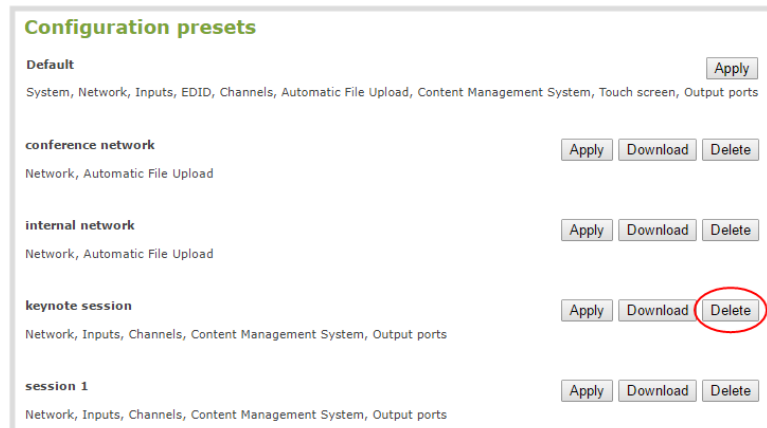 Configuration presets
Default
Apply
System, Network, Inputs, EDID, Channels, Automatic File Upload, Content Management System, Touch screen, Output ports
conference network
Apply Download Delete
Network, Automatic File Upload
internal network
Apply Download Delete
Network, Automatic File Upload
keynote session
Apply Download Delete
Network, Inputs, Channels, Content Management System, Output ports
session 1
Apply Download Delete
Network, Inputs, Channels, Content Management System, Output ports